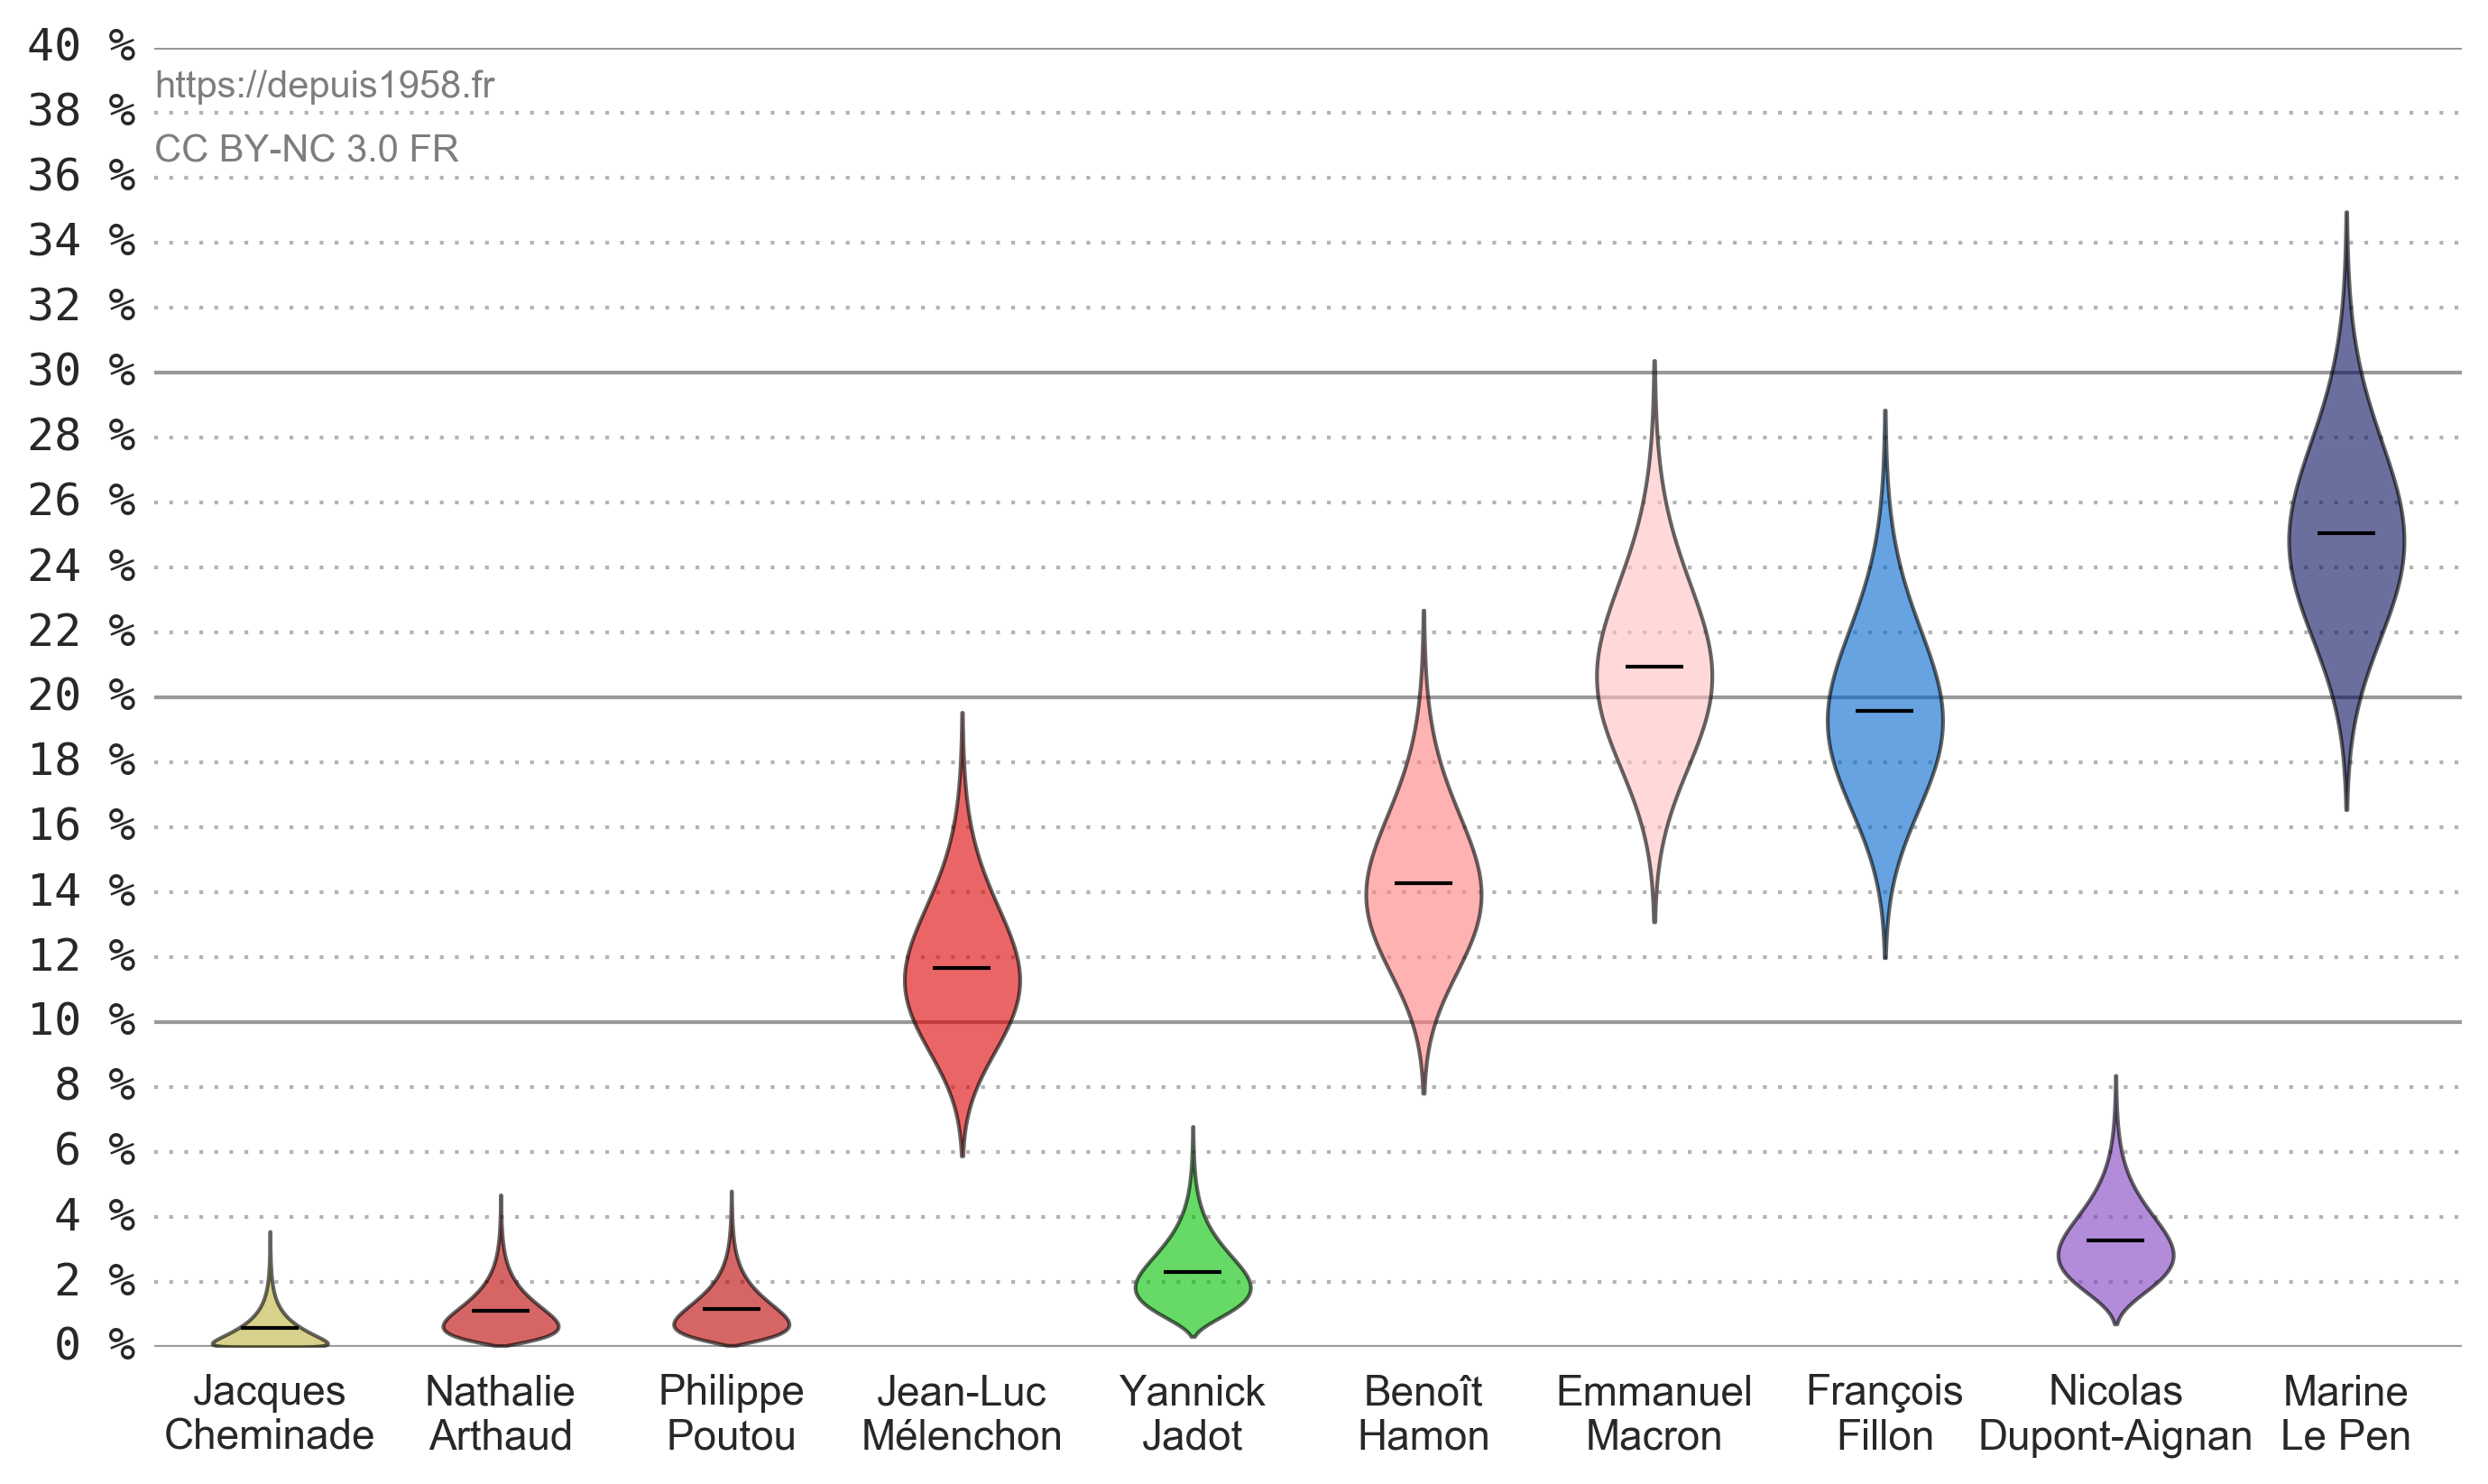 40 %
https://depuis1958.fr
38 %
CC BY-NC 3.0 FR
36 %
34 %
32 %
30 %
28 %
26 %
24 %
22 %
20 %
18 %
16 %
14 %
12 %
10 %
8 %
6 %
4 %
2 %
0 %
Jacques
Cheminade
Nathalie
Arthaud
Philippe
Poutou
Jean-Luc
Mélenchon
Yannick
Jadot
Benoît
Hamon
Emmanuel
Macron
François
Fillon
Nicolas
Dupont-Aignan
Marine
Le Pen